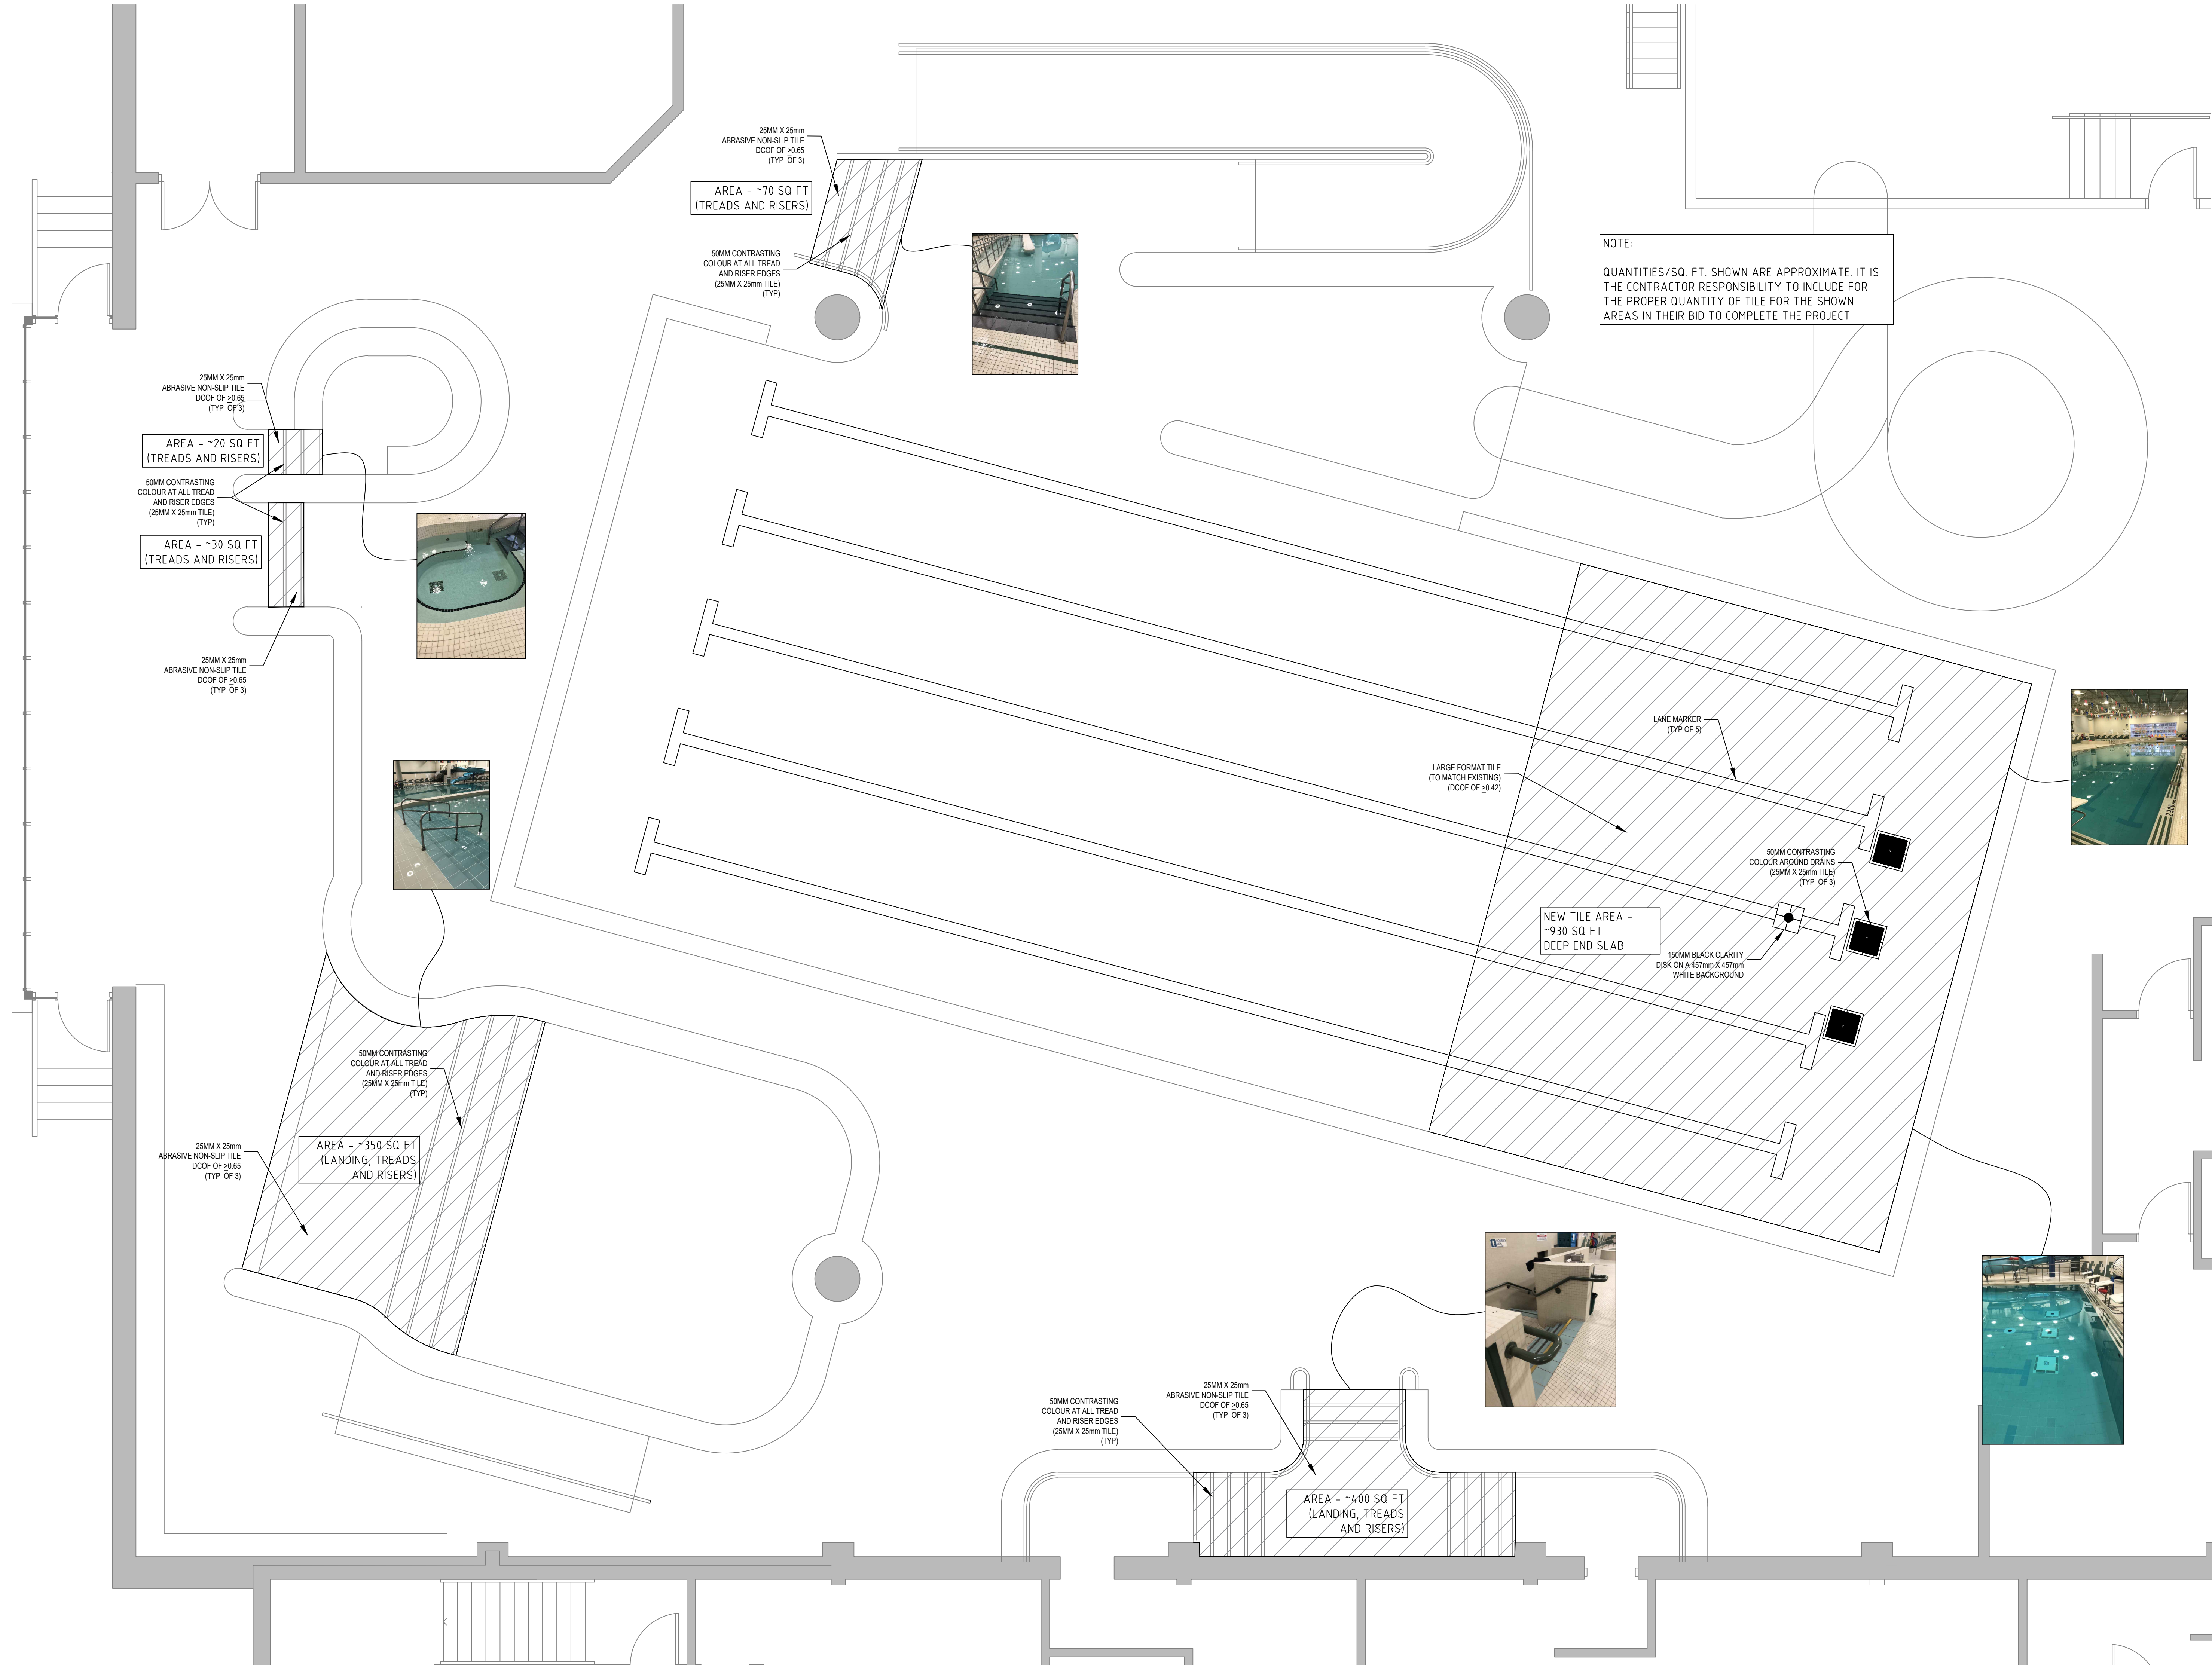 25MM X 25mm
ABRASIVE NON-SLIP TILE
DCOF OF >0.65
(TYP OF 3)
AREA - ~70 SQ FT
(TREADS AND RISERS)
50MM CONTRASTING
COLOUR AT ALL TREAD
AND RISER EDGES
(25MM X 25mm TILE)
(TYP)
NOTE:
QUANTITIES/SQ. FT. SHOWN ARE APPROXIMATE. IT IS
THE CONTRACTOR RESPONSIBILITY TO INCLUDE FOR
THE PROPER QUANTITY OF TILE FOR THE SHOWN
AREAS IN THEIR BID TO COMPLETE THE PROJECT
25MM X 25mm
ABRASIVE NON-SLIP TILE
DCOF OF >0.65
(TYP OF 3)
AREA - ~20 SQ FT
(TREADS AND RISERS)
50MM CONTRASTING
COLOUR AT ALL TREAD
AND RISER EDGES
(25MM X 25mm TILE)
(TYP)
AREA - ~30 SQ FT
(TREADS AND RISERS)
25MM X 25mm
ABRASIVE NON-SLIP TILE
DCOF OF >0.65
(TYP OF 3)
LANE MARKER
(TYP OF 5)
LARGE FORMAT TILE
(TO MATCH EXISTING)
(DCOF OF >0.42)
50MM CONTRASTING
COLOUR AROUND DRAINS
(25MM X 25mm TILE)
(TYP OF 3)
NEW TILE AREA -
~930 SQ FT
DEEP END SLAB
150MM BLACK CLARITY
DISK ON A 457mm X 457mm
WHITE BACKGROUND
50MM CONTRASTING
COLOUR AT ALL TREAD
AND RISER EDGES
(25MM X 25mm TILE)
(TYP)
25MM X 25mm
ABRASIVE NON-SLIP TILE
DCOF OF >0.65
(TYP OF 3)
AREA - ~350 SQ FT
(LANDING, TREADS
AND RISERS)
50MM CONTRASTING
COLOUR AT ALL TREAD
AND RISER EDGES
(25MM X 25mm TILE)
(TYP)
25MM X 25mm
ABRASIVE NON-SLIP TILE
DCOF OF >0.65
(TYP OF 3)
AREA - ~400 SQ FT
(LANDING, TREADS
AND RISERS)